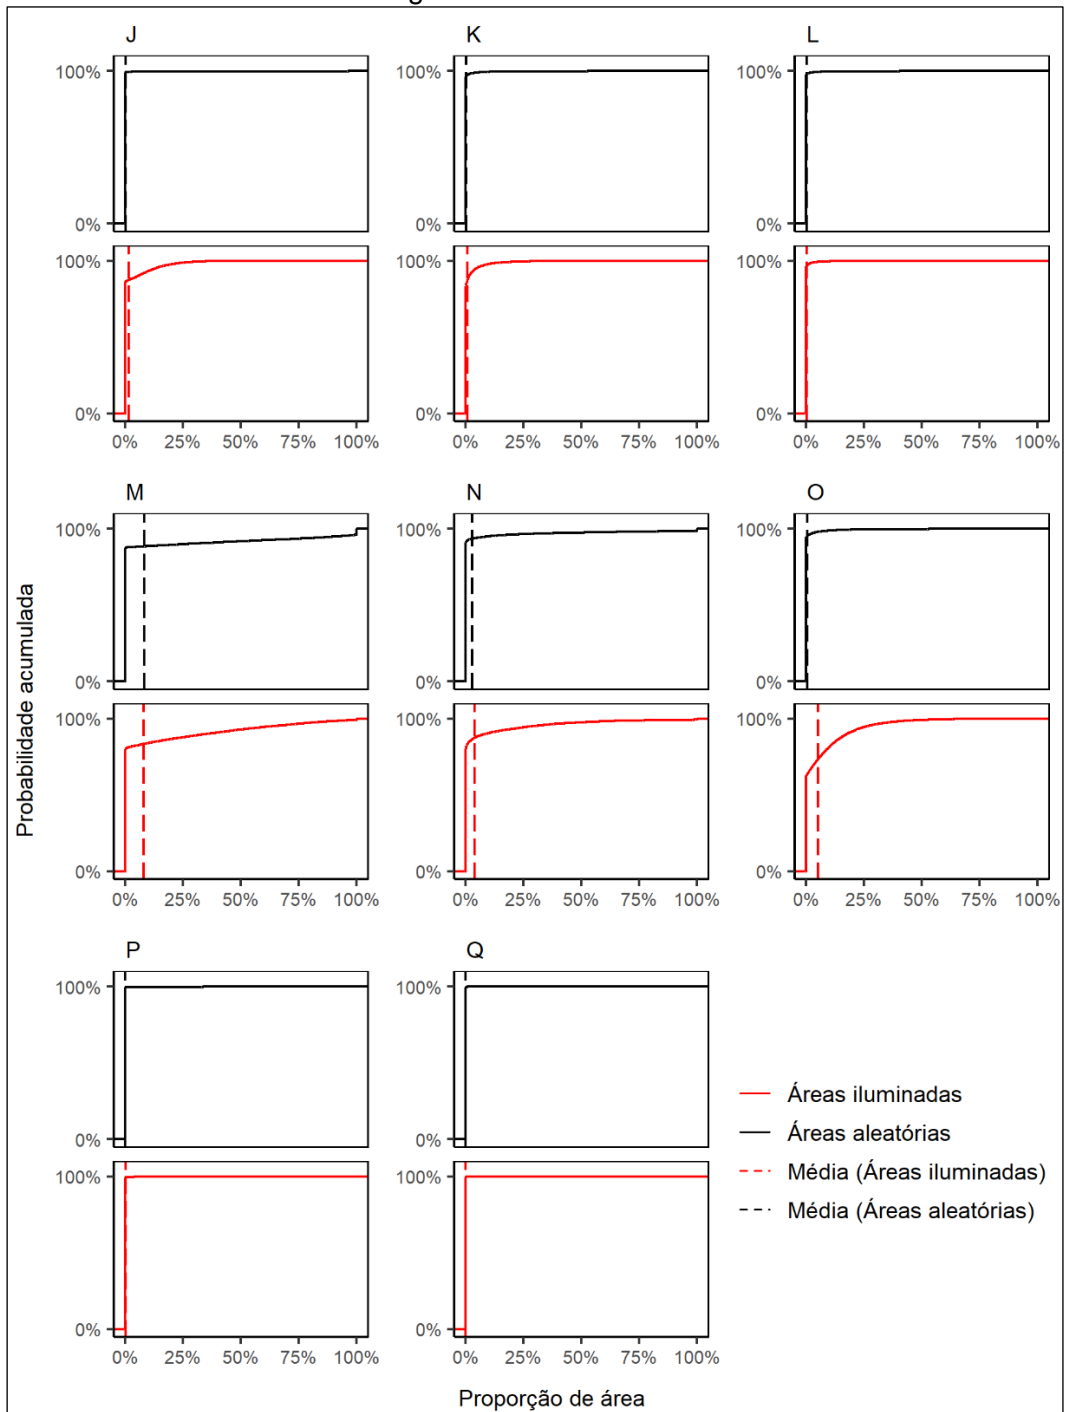 J K L
100% 100% 100%
0% 0% 0%
100% 100% 100%
0% 0% 0%
0% 25% 50% 75% 100% 0% 25% 50% 75% 100% 0% 25% 50% 75% 100%
M N O
100% 100% 100%
0% 0% 0%
100% 100% 100%
0% 0% 0%
0% 25% 50% 75% 100% 0% 25% 50% 75% 100% 0% 25% 50% 75% 100%
Probabilidade acumulada
P Q
100% 100%
0% 0%
100% 100%
0% 0%
0% 25% 50% 75% 100% 0% 25% 50% 75% 100%
Áreas iluminadas
Áreas aleatórias
Média (Áreas iluminadas)
Média (Áreas aleatórias)
Proporção de área